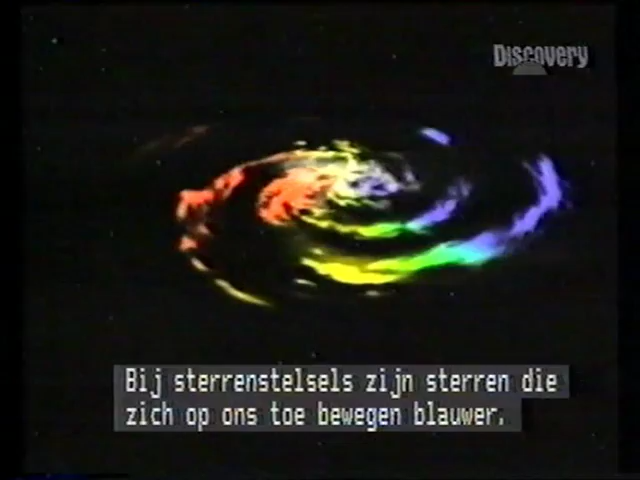 Discovery
Bij sterrenstelsels zijn sterren die
zich op ons toe bewegen blauwer.